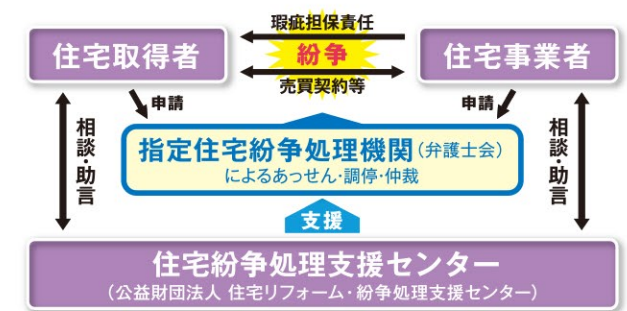 瑕疵担保責任
住宅取得者
紛争
住宅事業者
売買契約等
申請
申請
相談・助言
指定住宅紛争処理機関(弁護士会)
によるあっせん・調停・仲裁
相談・助言
支援
住宅紛争処理支援センター
(公益財団法人 住宅リフォーム・紛争処理支援センター)